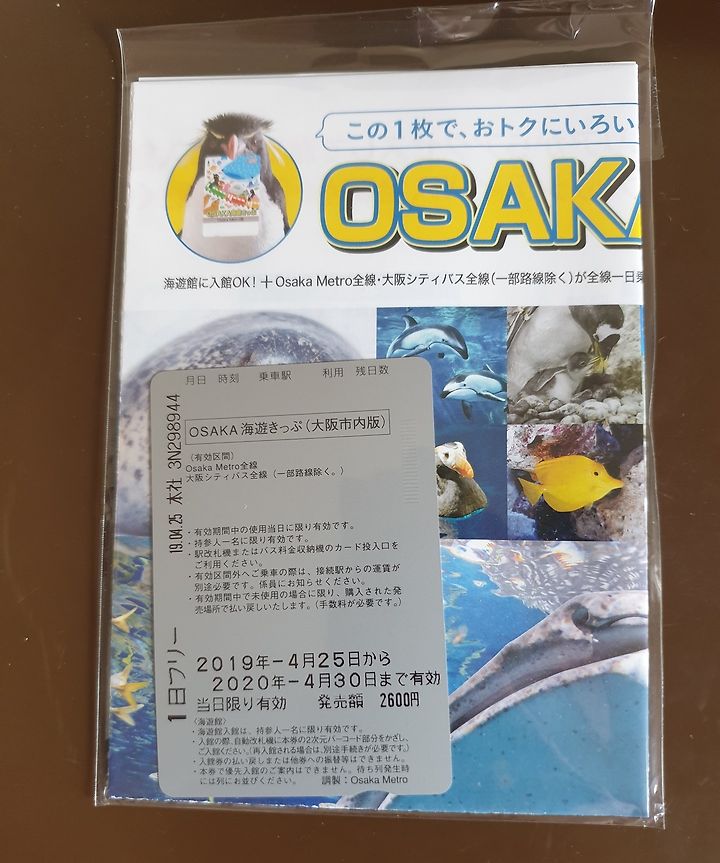 この1枚で、おトクにいろい
OSAKA
海遊館に入館OK!＋Osaka Metro全線・大阪シティバス全線(一部路線除く)が全線一日乗
月日 時刻 乗車駅 利用 残日数
OSAKA海遊きっぷ(大阪市内版)
(有効区間)
Osaka Metro全線
大阪シティバス全線(一部路線除く。)
・有効期間中の使用当日に限り有効です。
・持参人一名に限り有効です。
・駅改札機またはバス料金収納機のカード投入口を
ご利用ください。
・有効区間外へご乗車の際は、接続駅からの運賃が
別途必要です。係員にお知らせください。
・有効期間中で未使用の場合に限り、購入された発
売場所で払い戻しいたします。(手数料が必要です。)
2019年-4月25日から
2020年-4月30日まで有効
当日限り有効 発売額 2600円
〈海遊館〉
・海遊館入館は、持参人一名に限り有効です。
・入館の際、自動改札機に本券の2次元バーコード部分をかざし、
ご入館ください。(再入館される場合は、別途手続きが必要です。)
・入館券の払い戻しまたは他券への振替等はできません。
・本券で優先入館のご案内はできません。待ち列発生時
には列にお並びください。 調製：Osaka Metro
1日フリー 19.04.25 本社 3N298944